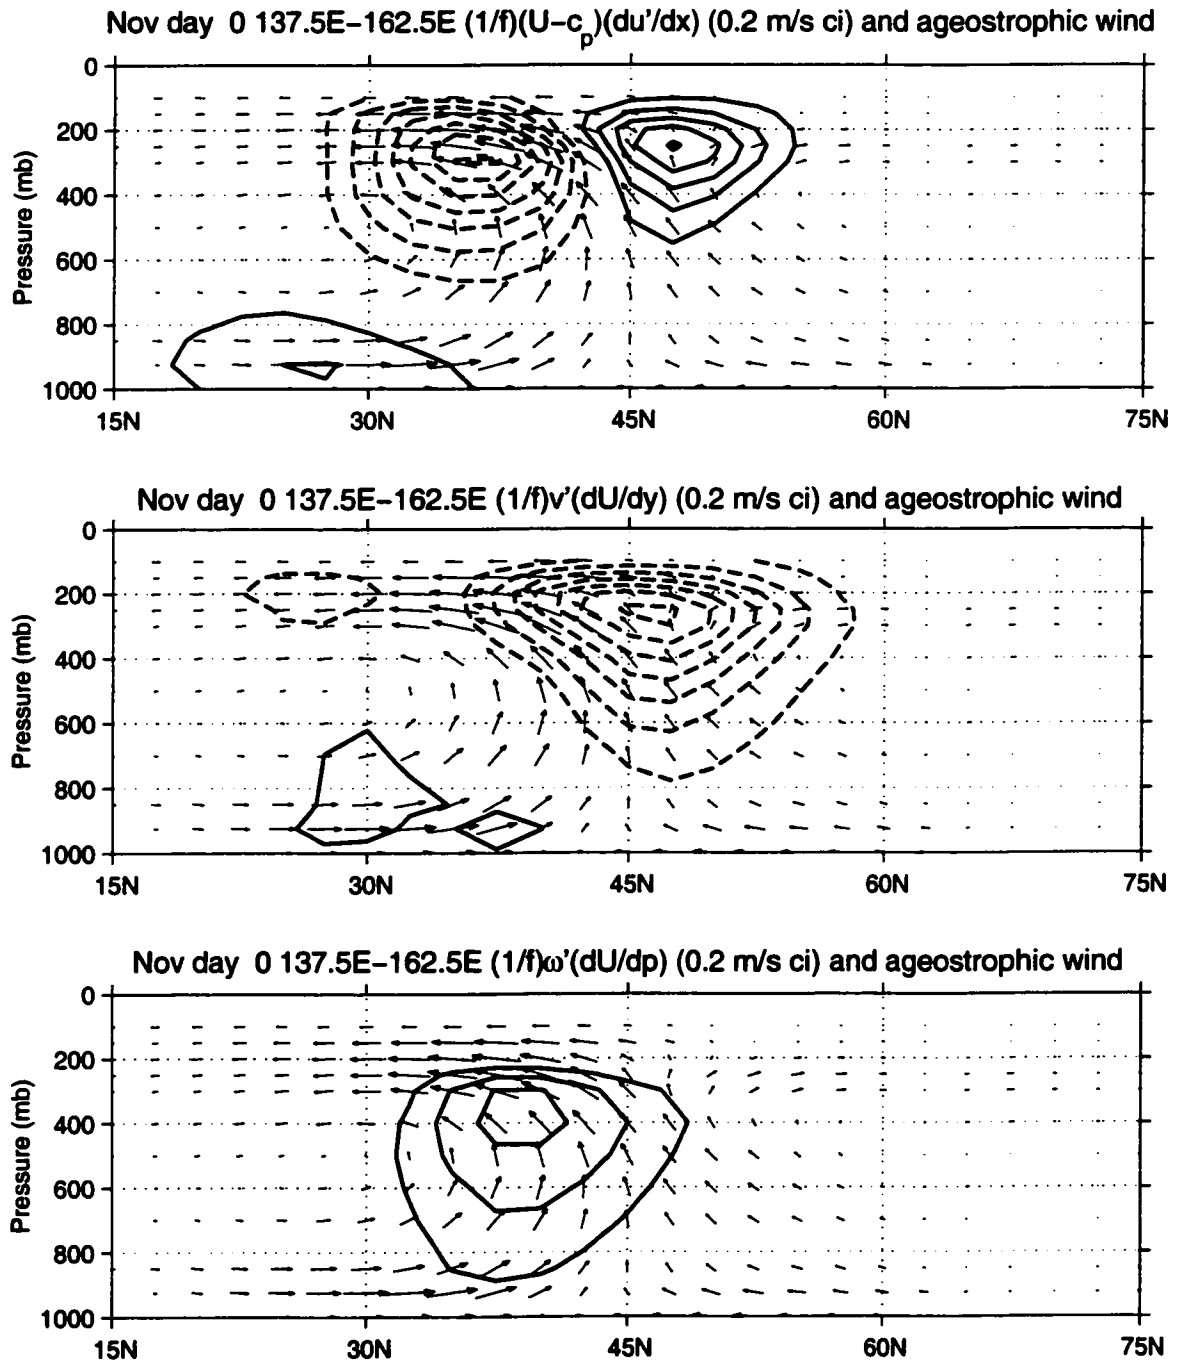 Nov day 0 137.5E−162.5E (1/f)(U−c_p)(du'/dx) (0.2 m/s ci) and ageostrophic wind
0
200
400
600
800
1000
Pressure (mb)
15N 30N 45N 60N 75N
Nov day 0 137.5E−162.5E (1/f)v'(dU/dy) (0.2 m/s ci) and ageostrophic wind
0
200
400
600
800
1000
Pressure (mb)
15N 30N 45N 60N 75N
Nov day 0 137.5E−162.5E (1/f)ω'(dU/dp) (0.2 m/s ci) and ageostrophic wind
0
200
400
600
800
1000
Pressure (mb)
15N 30N 45N 60N 75N